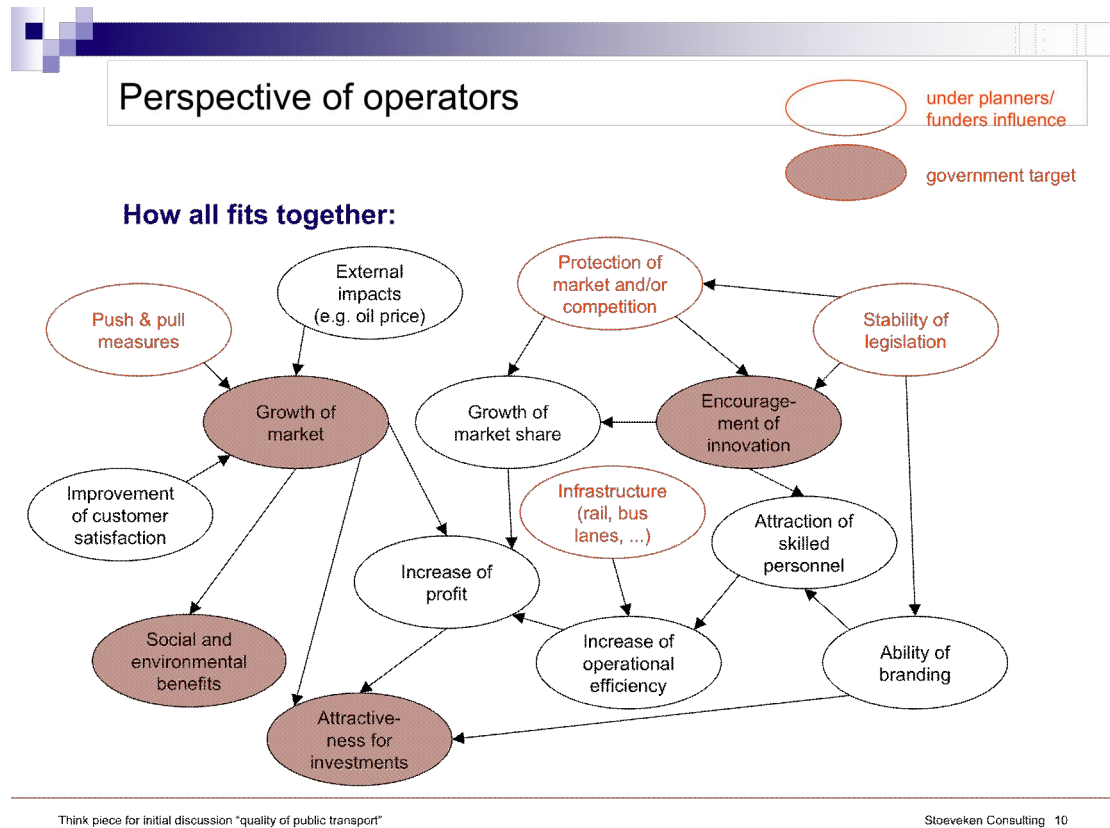 Perspective of operators
under planners/
funders influence
government target
How all fits together:
External
impacts
(e.g. oil price)
Protection of
market and/or
competition
Push & pull
measures
Stability of
legislation
Growth of
market
Growth of
market share
Encourage-
ment of
innovation
Improvement
of customer
satisfaction
Infrastructure
(rail, bus
lanes, ...)
Attraction of
skilled
personnel
Increase of
profit
Social and
environmental
benefits
Increase of
operational
efficiency
Ability of
branding
Attractive-
ness for
investments
Think piece for initial discussion “quality of public transport”
Stoeveken Consulting 10